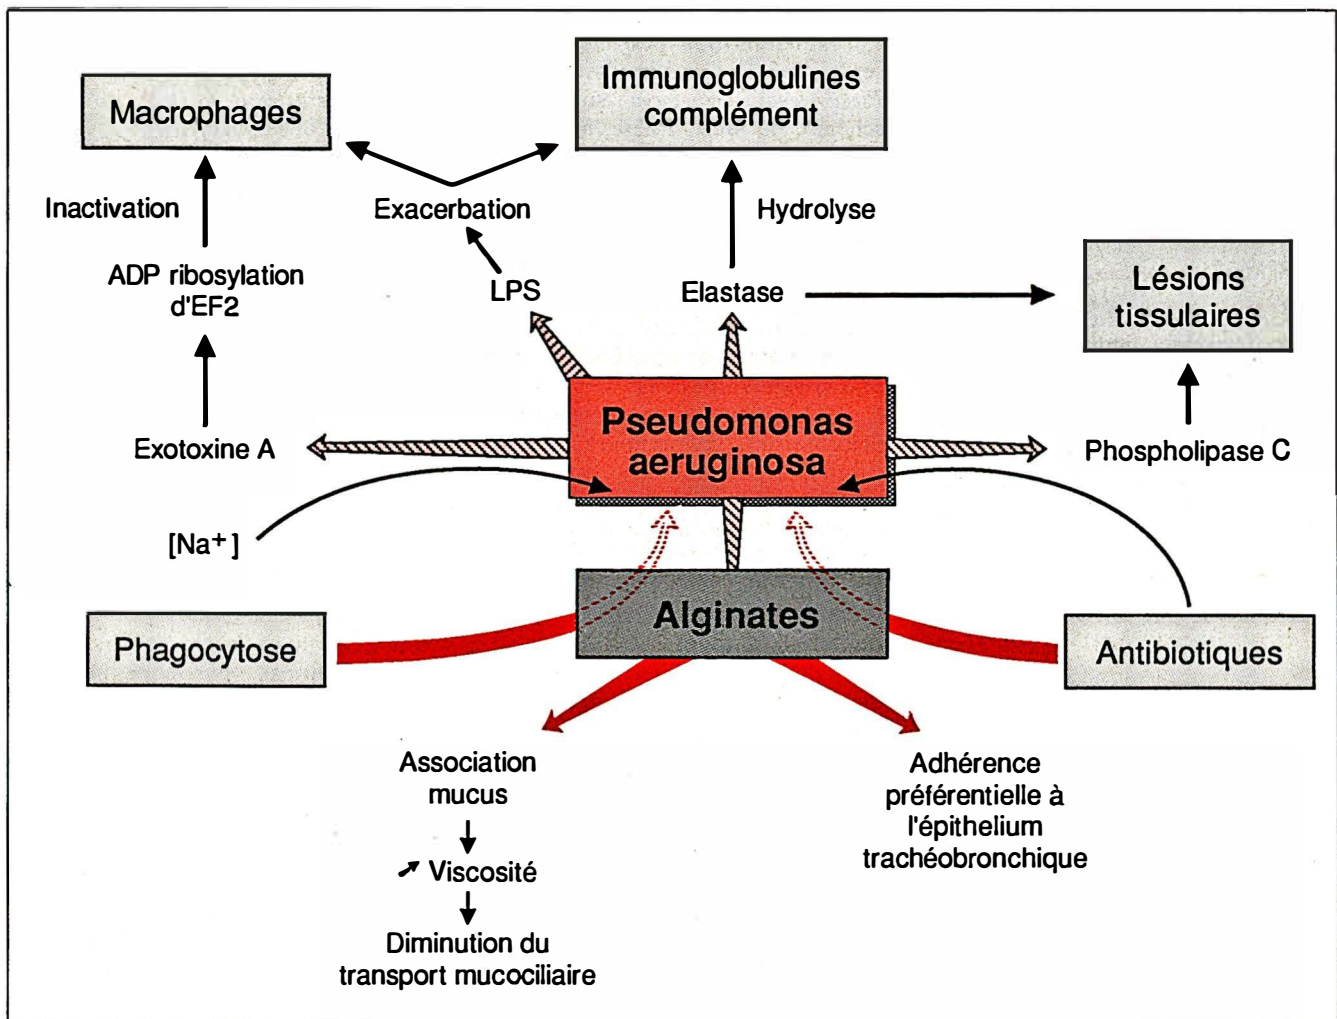 Immunoglobulines
complément
Macrophages
Inactivation
Exacerbation
Hydrolyse
ADP ribosylation
d'EF2
LPS
Elastase
Lésions
tissulaires
Pseudomonas
aeruginosa
Exotoxine A
Phospholipase C
[Na+]
Alginates
Phagocytose
Antibiotiques
Association
mucus
➚ Viscosité
Diminution du
transport mucociliaire
Adhérence
préférentielle à
l'épithelium
trachéobronchique